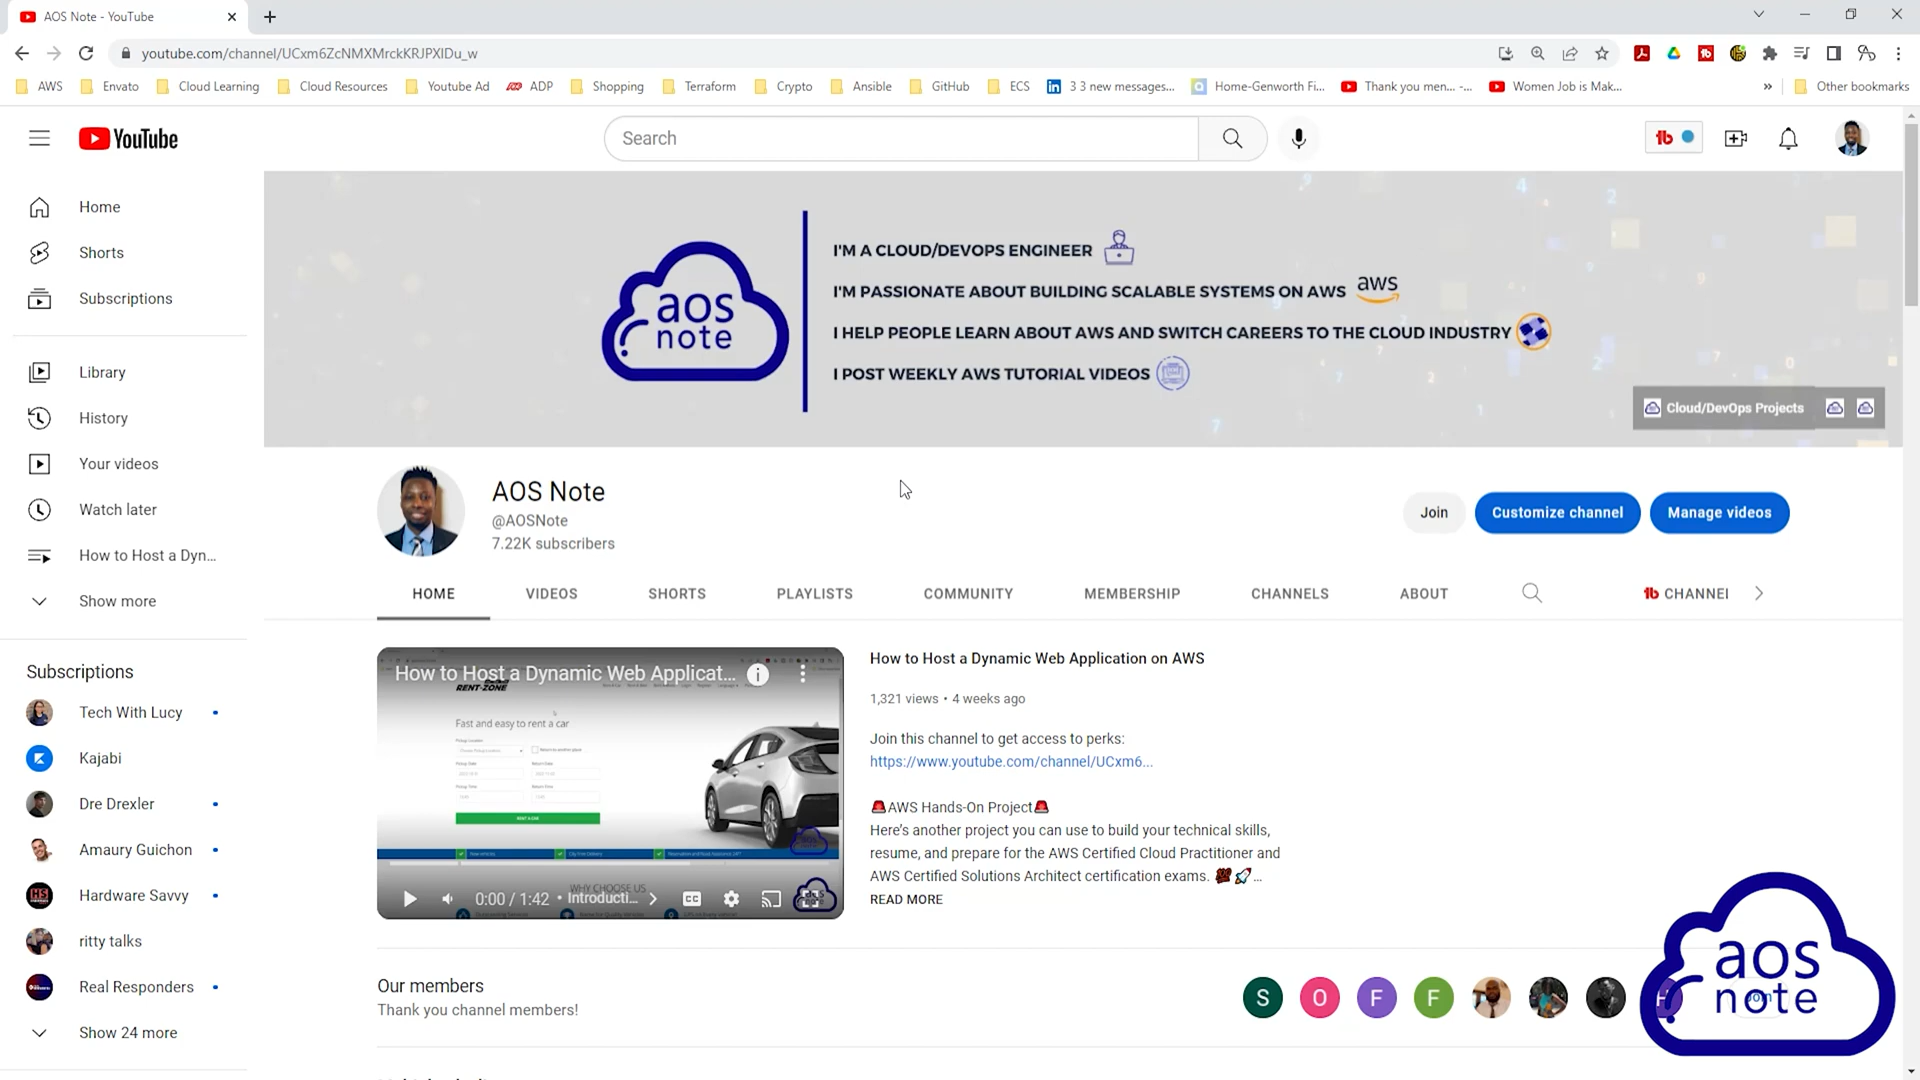 AOS Note - YouTube
youtube.com/channel/UCxm6ZcNMXMrckKRJPXlDu_w
AWS Envato Cloud Learning Cloud Resources Youtube Ad ADP Shopping Terraform Crypto Ansible GitHub ECS 3 3 new messages... Home-Genworth Fi... Thank you men... -... Women Job is Mak... » Other bookmarks
YouTube
Search
Home
Shorts
Subscriptions
Library
History
Your videos
Watch later
How to Host a Dyn...
Show more
Subscriptions
Tech With Lucy
Kajabi
Dre Drexler
Amaury Guichon
Hardware Savvy
ritty talks
Real Responders
Show 24 more
aos
note
I'M A CLOUD/DEVOPS ENGINEER
I'M PASSIONATE ABOUT BUILDING SCALABLE SYSTEMS ON AWS aws
I HELP PEOPLE LEARN ABOUT AWS AND SWITCH CAREERS TO THE CLOUD INDUSTRY
I POST WEEKLY AWS TUTORIAL VIDEOS
Cloud/DevOps Projects
AOS Note
@AOSNote
7.22K subscribers
Join Customize channel Manage videos
HOME VIDEOS SHORTS PLAYLISTS COMMUNITY MEMBERSHIP CHANNELS ABOUT CHANNEl
How to Host a Dynamic Web Applicat...
RENT-ZONE
Fast and easy to rent a car
RENT A CAR
WHY CHOOSE US
0:00 / 1:42 • Introducti...
How to Host a Dynamic Web Application on AWS
1,321 views • 4 weeks ago
Join this channel to get access to perks:
https://www.youtube.com/channel/UCxm6...
🚨AWS Hands-On Project🚨
Here’s another project you can use to build your technical skills,
resume, and prepare for the AWS Certified Cloud Practitioner and
AWS Certified Solutions Architect certification exams. 💯🚀...
READ MORE
Our members
Thank you channel members!
S O F F H Join
aos
note